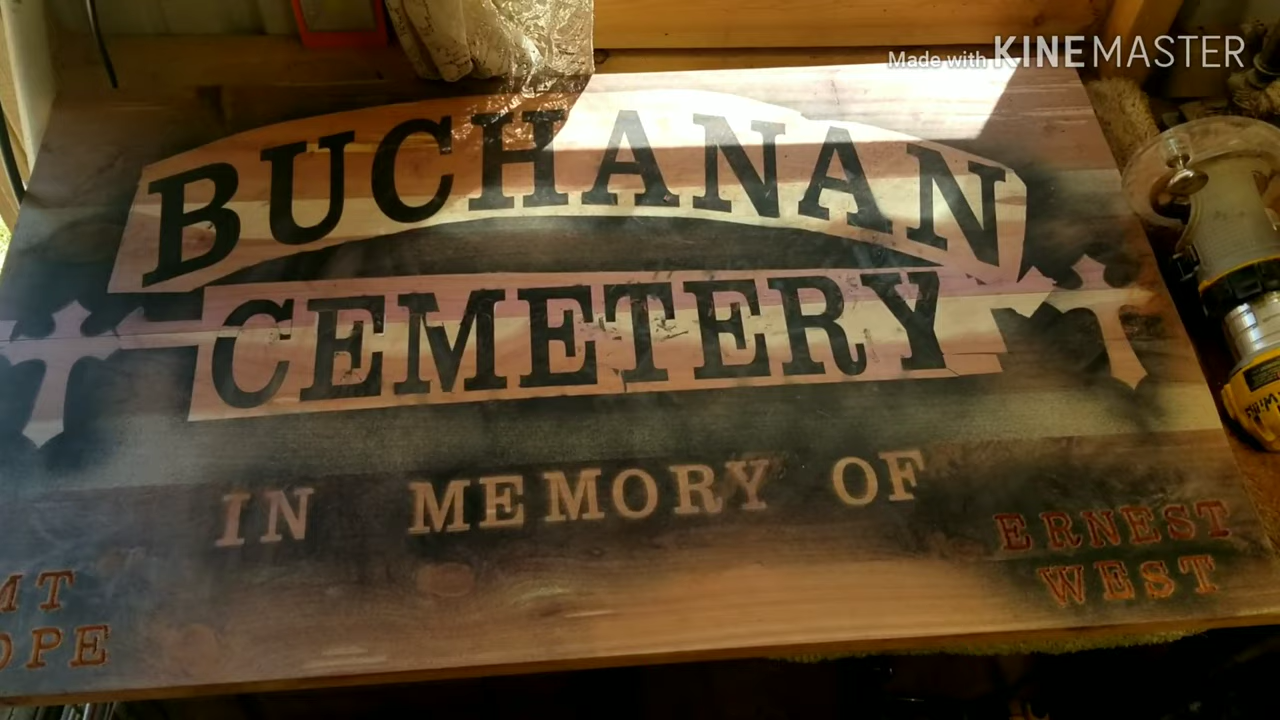 Made with KINEMASTER
BUCHANAN
CEMETERY
IN MEMORY OF
ERNEST
WEST